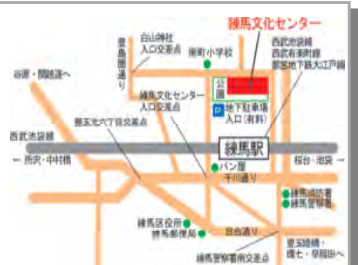 練馬文化センター
白山神社
入口交差点
豊島園通り
南町小学校
西武池袋線
西武有楽町線
都営地下鉄大江戸線
谷原・関越道へ
公園
練馬文化センター
入口交差点
P 地下駐車場
入口(有料)
豊玉北六丁目交差点
西武池袋線
練馬駅
← 所沢・中村橋
桜台・池袋 →
パン屋
千川通り
練馬消防署
練馬警察署
練馬区役所
練馬郵便局
目白通り
練馬警察署前交差点
豊玉陸橋・
環七・早稲田へ